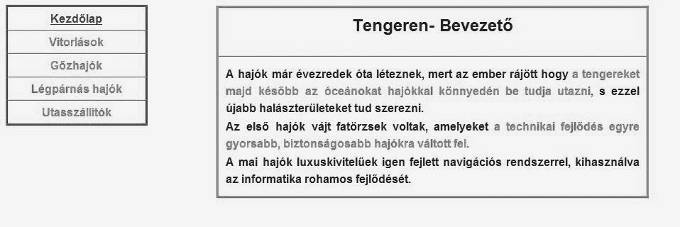 Kezdőlap
Vitorlások
Gőzhajók
Légpárnás hajók
Utasszállítók
Tengeren- Bevezető
A hajók már évezredek óta léteznek, mert az ember rájött hogy a tengereket
majd később az óceánokat hajókkal könnyedén be tudja utazni, s ezzel
újabb halászterületeket tud szerezni.
Az első hajók vájt fatörzsek voltak, amelyeket a technikai fejlődés egyre
gyorsabb, biztonságosabb hajókra váltott fel.
A mai hajók luxuskivitelűek igen fejlett navigációs rendszerrel, kihasználva
az informatika rohamos fejlődését.